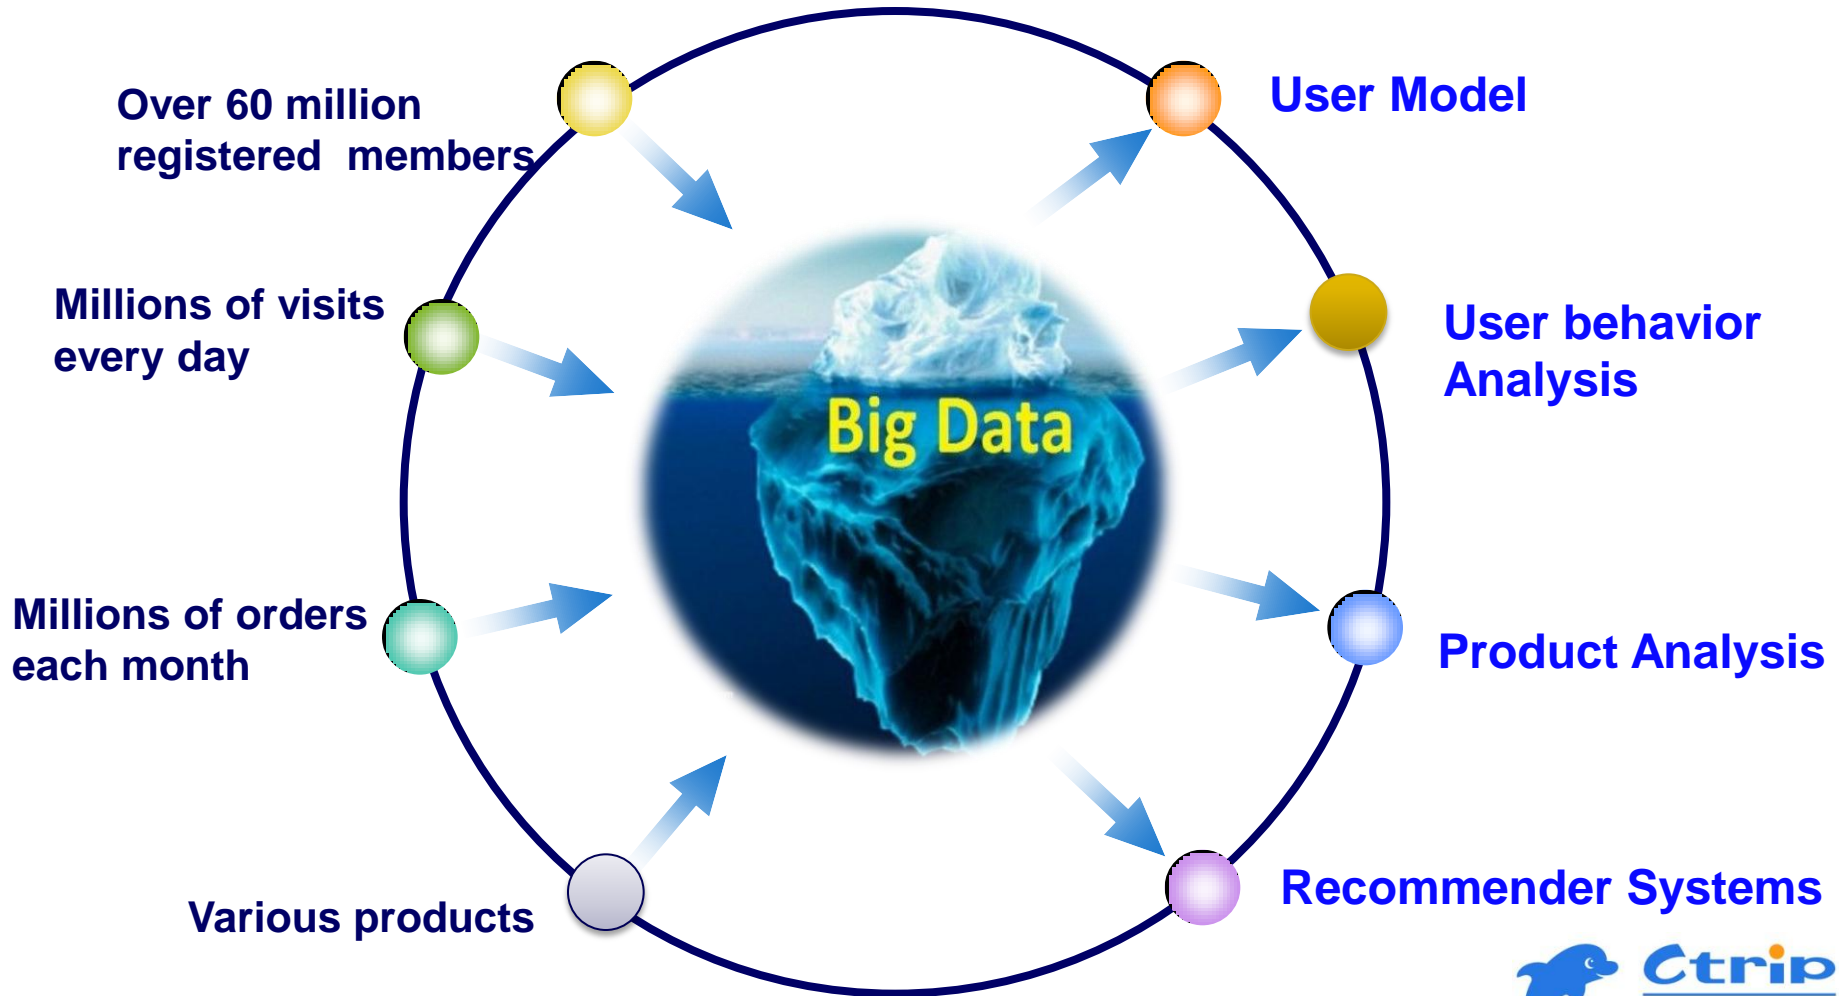 Over 60 million
registered members
Millions of visits
every day
Millions of orders
each month
Various products
Big Data
User Model
User behavior
Analysis
Product Analysis
Recommender Systems
Ctrip